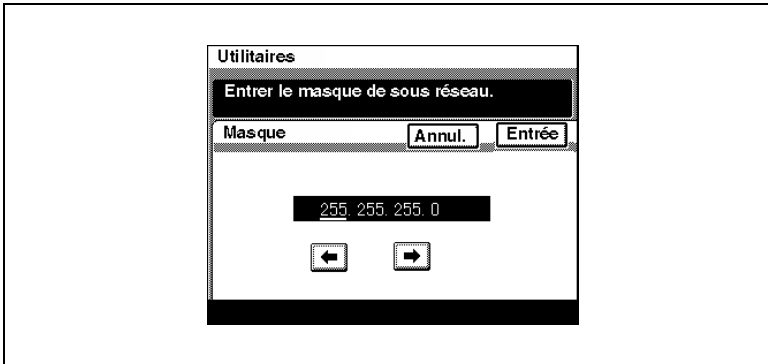 Utilitaires
Entrer le masque de sous réseau.
Masque Annul. Entrée
255. 255. 255. 0